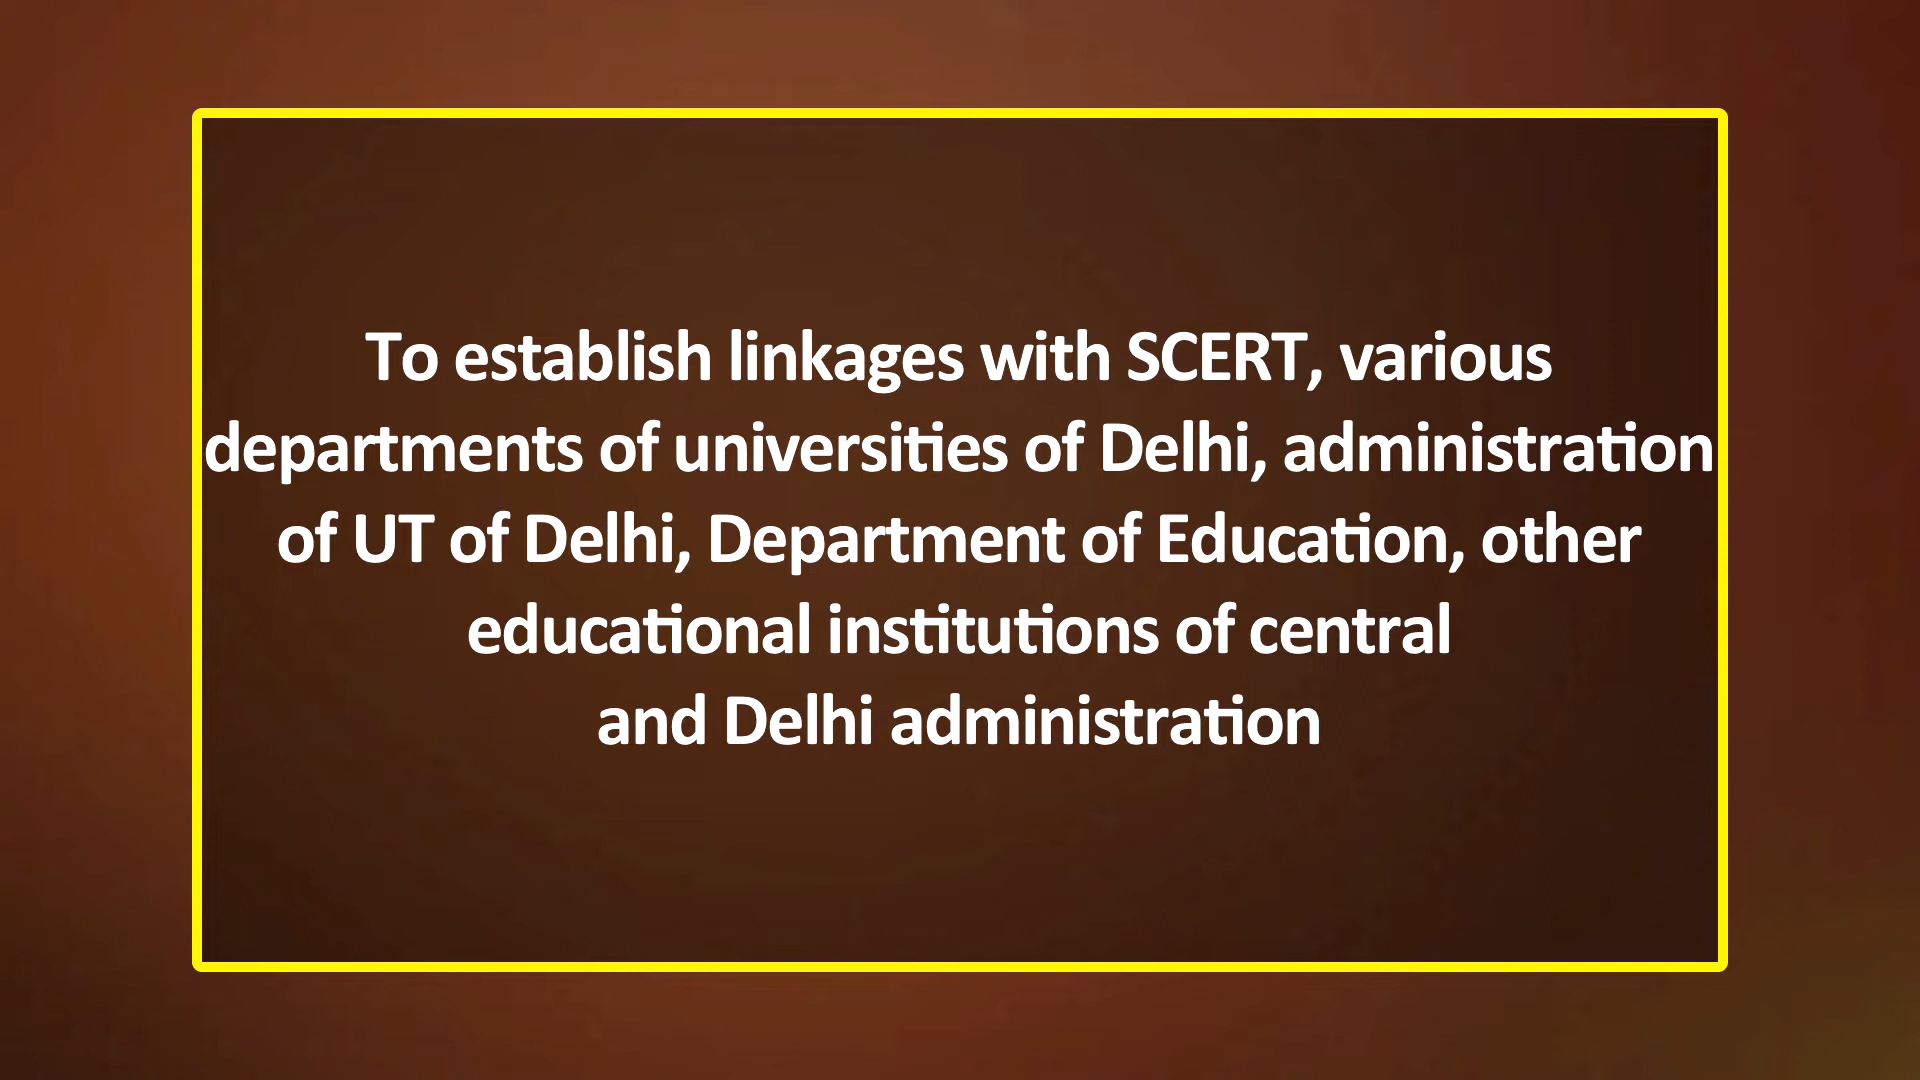 To establish linkages with SCERT, various
departments of universities of Delhi, administration
of UT of Delhi, Department of Education, other
educational institutions of central
and Delhi administration